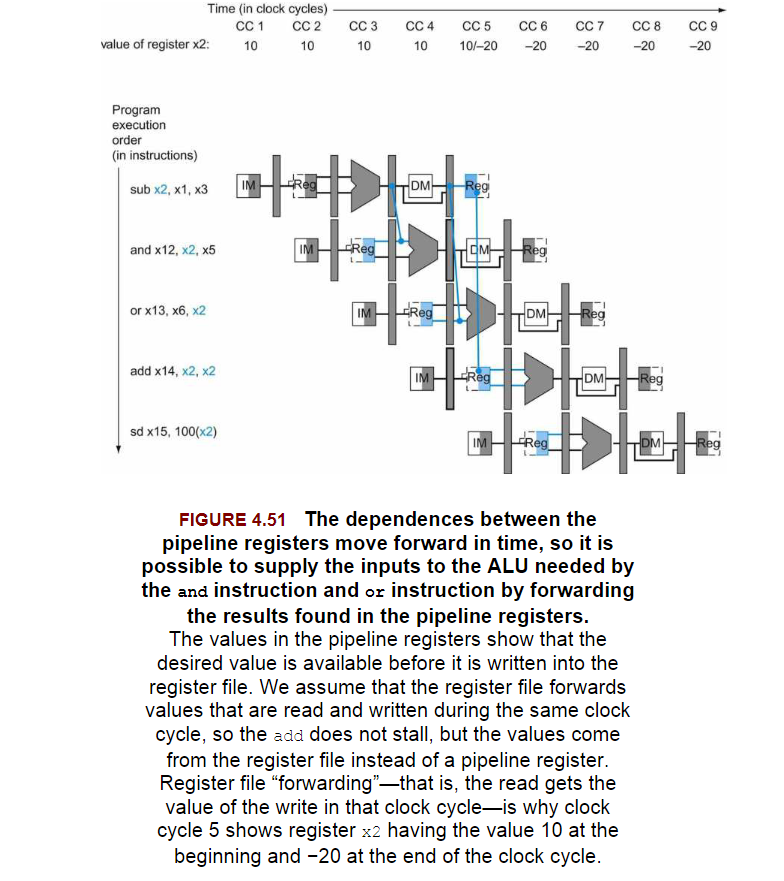 Time (in clock cycles)
CC 1 CC 2 CC 3 CC 4 CC 5 CC 6 CC 7 CC 8 CC 9
value of register x2: 10 10 10 10 10/–20 –20 –20 –20 –20
Program
execution
order
(in instructions)
sub x2, x1, x3
IM Reg DM Reg
and x12, x2, x5
IM Reg DM Reg
or x13, x6, x2
IM Reg DM Reg
add x14, x2, x2
IM Reg DM Reg
sd x15, 100(x2)
IM Reg DM Reg
FIGURE 4.51 The dependences between the
pipeline registers move forward in time, so it is
possible to supply the inputs to the ALU needed by
the and instruction and or instruction by forwarding
the results found in the pipeline registers.
The values in the pipeline registers show that the
desired value is available before it is written into the
register file. We assume that the register file forwards
values that are read and written during the same clock
cycle, so the add does not stall, but the values come
from the register file instead of a pipeline register.
Register file “forwarding”—that is, the read gets the
value of the write in that clock cycle—is why clock
cycle 5 shows register x2 having the value 10 at the
beginning and −20 at the end of the clock cycle.